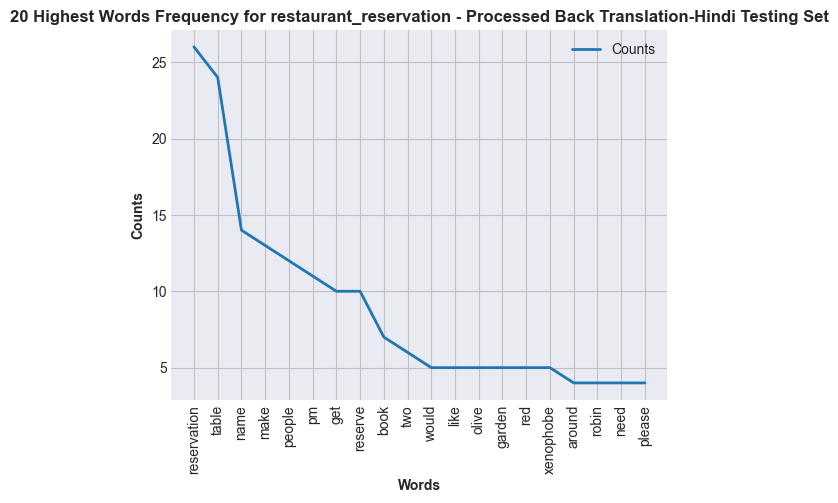 20 Highest Words Frequency for restaurant_reservation - Processed Back Translation-Hindi Testing Set
Counts
25
20
15
10
5
Counts
reservation
table
name
make
people
pm
get
reserve
book
two
would
like
olive
garden
red
xenophobe
around
robin
need
please
Words